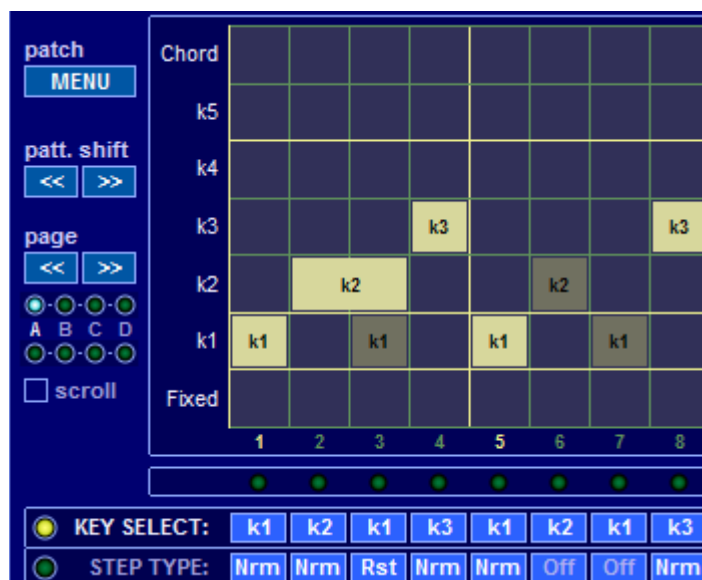 patch
MENU
patt. shift
<< >>
page
<< >>
A B C D
scroll
Chord
k5
k4
k3 k3 k3
k2 k2 k2
k1 k1 k1 k1 k1
Fixed
1 2 3 4 5 6 7 8
KEY SELECT: k1 k2 k1 k3 k1 k2 k1 k3
STEP TYPE: Nrm Nrm Rst Nrm Nrm Off Off Nrm